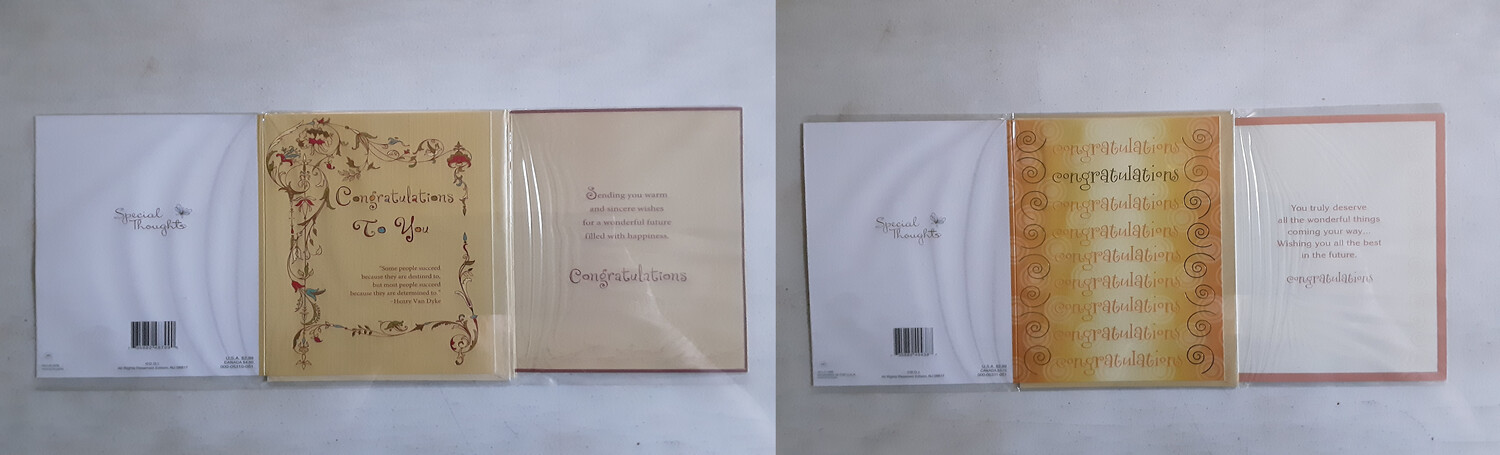 Special
Thoughts
U.S.A.
CANADA
Congratulations
To You
"Some people succeed
because they are destined to,
but most people succeed
because they are determined to."
-Henry Van Dyke
Sending you warm
and sincere wishes
for a wonderful future
filled with happiness.
Congratulations
Special
Thoughts
U.S.A.
CANADA
congratulations
congratulations
congratulations
congratulations
congratulations
congratulations
congratulations
congratulations
congratulations
You truly deserve
all the wonderful things
coming your way...
Wishing you all the best
in the future.
Congratulations